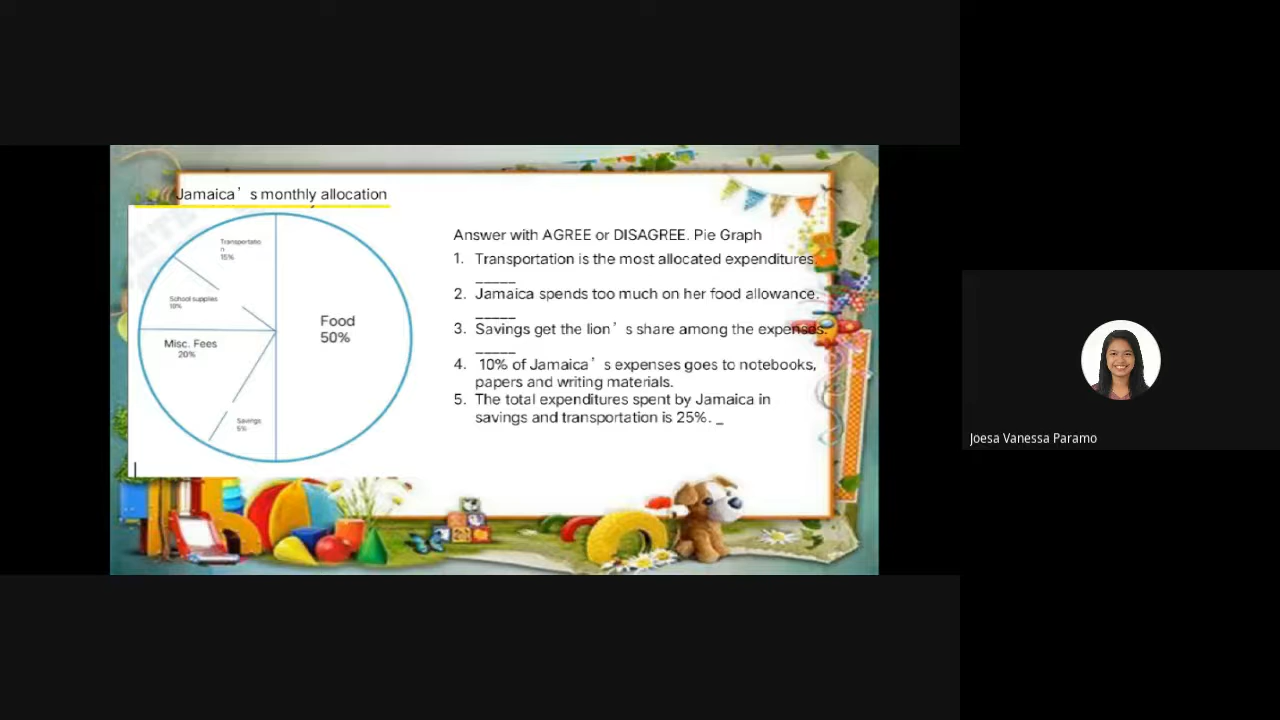 Jamaica's monthly allocation
Transportatio
n
15%
School supplies
10%
Misc. Fees
20%
Savings
5%
Food
50%
Answer with AGREE or DISAGREE. Pie Graph
1. Transportation is the most allocated expenditures.
_____
2. Jamaica spends too much on her food allowance.
_____
3. Savings get the lion's share among the expenses.
_____
4. 10% of Jamaica's expenses goes to notebooks,
papers and writing materials.
5. The total expenditures spent by Jamaica in
savings and transportation is 25%. _
Joesa Vanessa Paramo